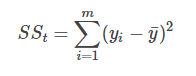 $SS_t = \sum_{i=1}^{m} (y_i - \bar{y})^2$